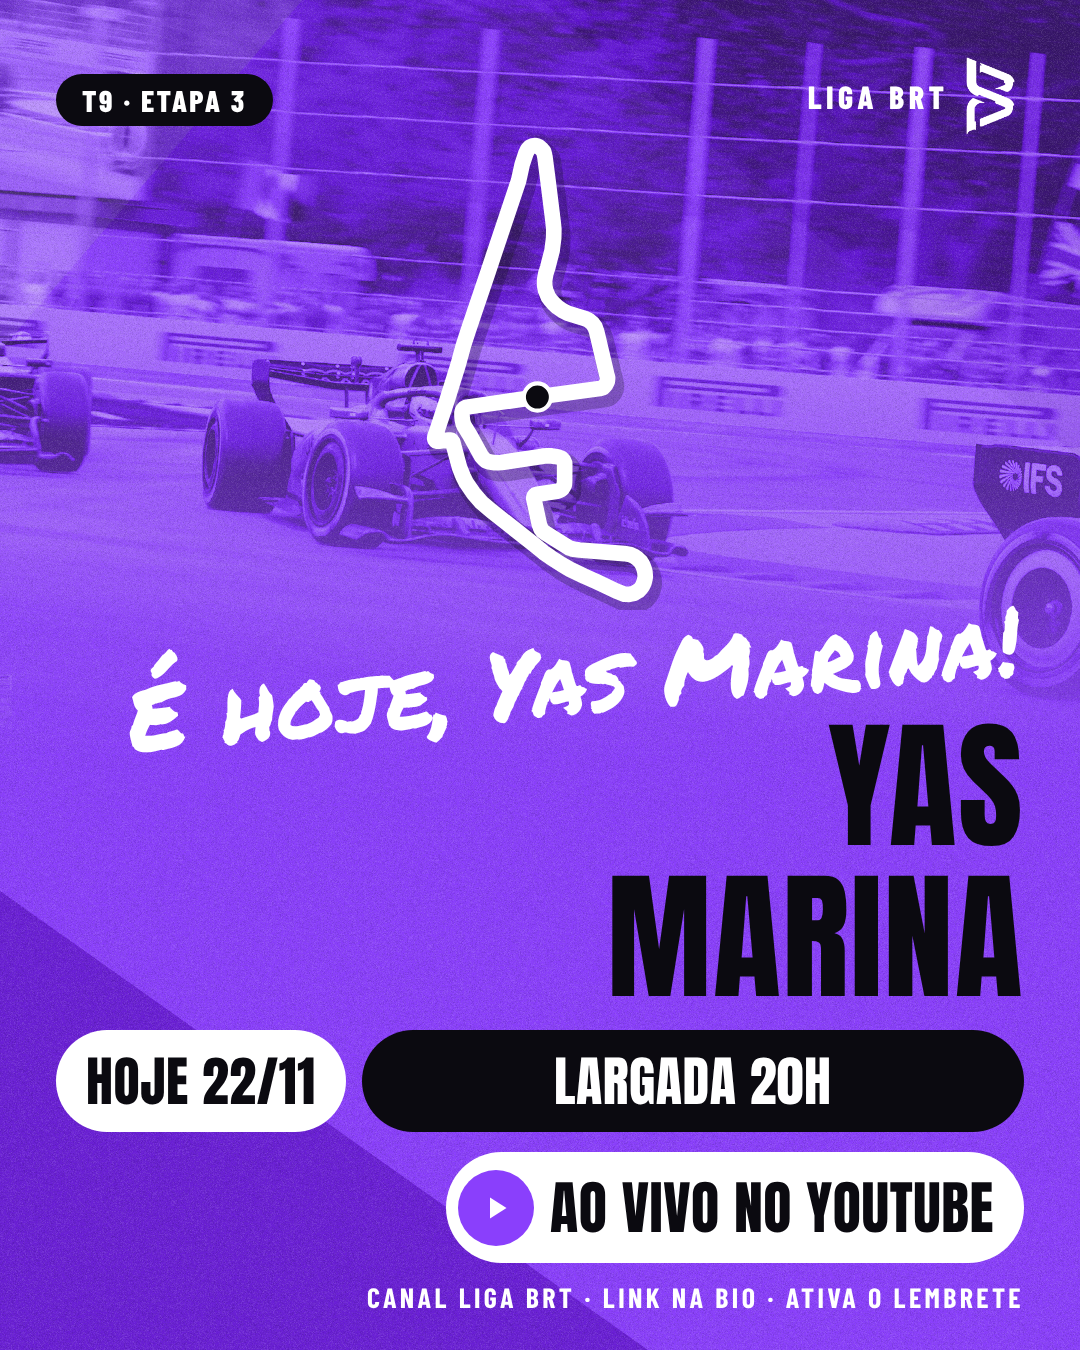 T9 · ETAPA 3
LIGA BRT
IFS
É HOJE, YAS MARINA!
YAS
MARINA
HOJE 22/11
LARGADA 20H
AO VIVO NO YOUTUBE
CANAL LIGA BRT · LINK NA BIO · ATIVA O LEMBRETE